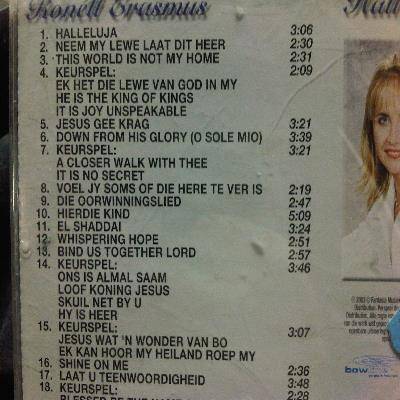 Ronell Erasmus
1. HALLELUJA 3:06
2. NEEM MY LEWE LAAT DIT HEER 2:30
3. THIS WORLD IS NOT MY HOME 2:31
4. KEURSPEL: 2:09
EK HET DIE LEWE VAN GOD IN MY
HE IS THE KING OF KINGS
IT IS JOY UNSPEAKABLE
5. JESUS GEE KRAG 3:21
6. DOWN FROM HIS GLORY (O SOLE MIO) 3:39
7. KEURSPEL: 3:21
A CLOSER WALK WITH THEE
IT IS NO SECRET
8. VOEL JY SOMS OF DIE HERE TE VER IS 2:19
9. DIE OORWINNINGSLIED 2:47
10. HIERDIE KIND 5:09
11. EL SHADDAI 3:24
12. WHISPERING HOPE 2:51
13. BIND US TOGETHER LORD 2:57
14. KEURSPEL: 3:46
ONS IS ALMAL SAAM
LOOF KONING JESUS
SKUIL NET BY U
HY IS HEER
15. KEURSPEL: 3:07
JESUS WAT 'N WONDER VAN BO
EK KAN HOOR MY HEILAND ROEP MY
16. SHINE ON ME 2:36
17. LAAT U TEENWOORDIGHEID 3:48
18. KEURSPEL: 2:28
BLESSED BE THE NAME
Hall
bow